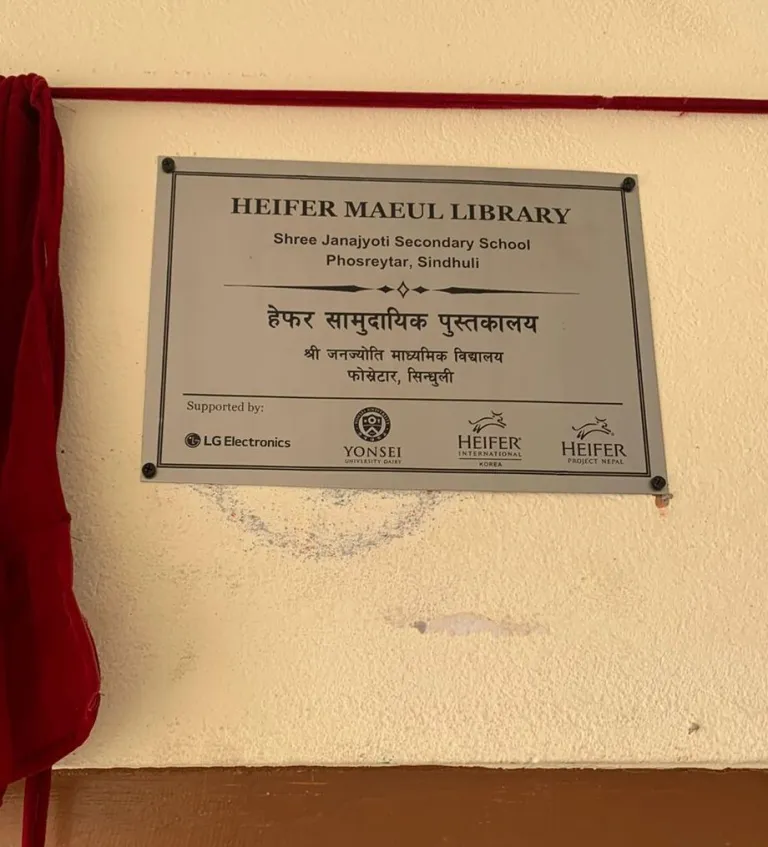 HEIFER MAEUL LIBRARY
Shree Janajyoti Secondary School
Phosreytar, Sindhuli
हेफर सामुदायिक पुस्तकालय
श्री जनज्योति माध्यमिक विद्यालय
फोस्रेटार, सिन्धुली
Supported by:
LG Electronics
YONSEI
UNIVERSITY DAIRY
HEIFER
INTERNATIONAL
KOREA
HEIFER
PROJECT NEPAL